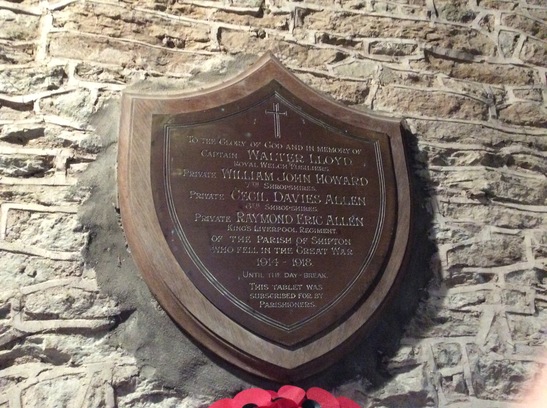 TO THE GLORY OF GOD AND IN MEMORY OF
CAPTAIN WALTER LLOYD
ROYAL WELCH FUSILIERS.
PRIVATE WILLIAM JOHN HOWARD
SHROPSHIRES.
PRIVATE CECIL DAVIES ALLEN
SHROPSHIRES.
PRIVATE RAYMOND ERIC ALLEN
KING'S LIVERPOOL REGIMENT,
OF THE PARISH OF SHIPTON
WHO FELL IN THE GREAT WAR
1914 - 1918.
UNTIL THE DAY-BREAK.
THIS TABLET WAS
SUBSCRIBED FOR BY
PARISHIONERS.